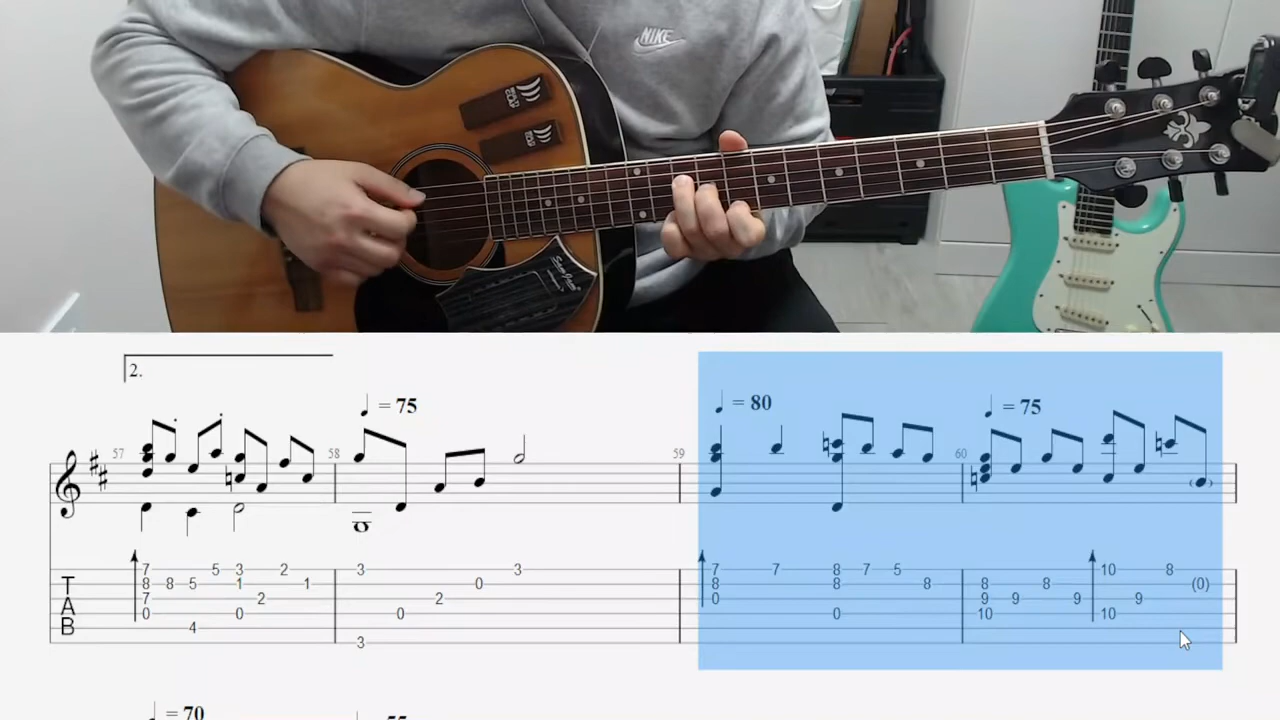 NIKE
2.
57
58
♩ = 75
59
♩ = 80
60
♩ = 75
T
A
B
7 5 3 2
8 8 5 1 1
7 2
0 0
4
3 3
0
2
0
3
7 7 8 7 5
8 8 8
0
0
10 8
8 8 (0)
9 9 9 9
10 10
♩ = 70